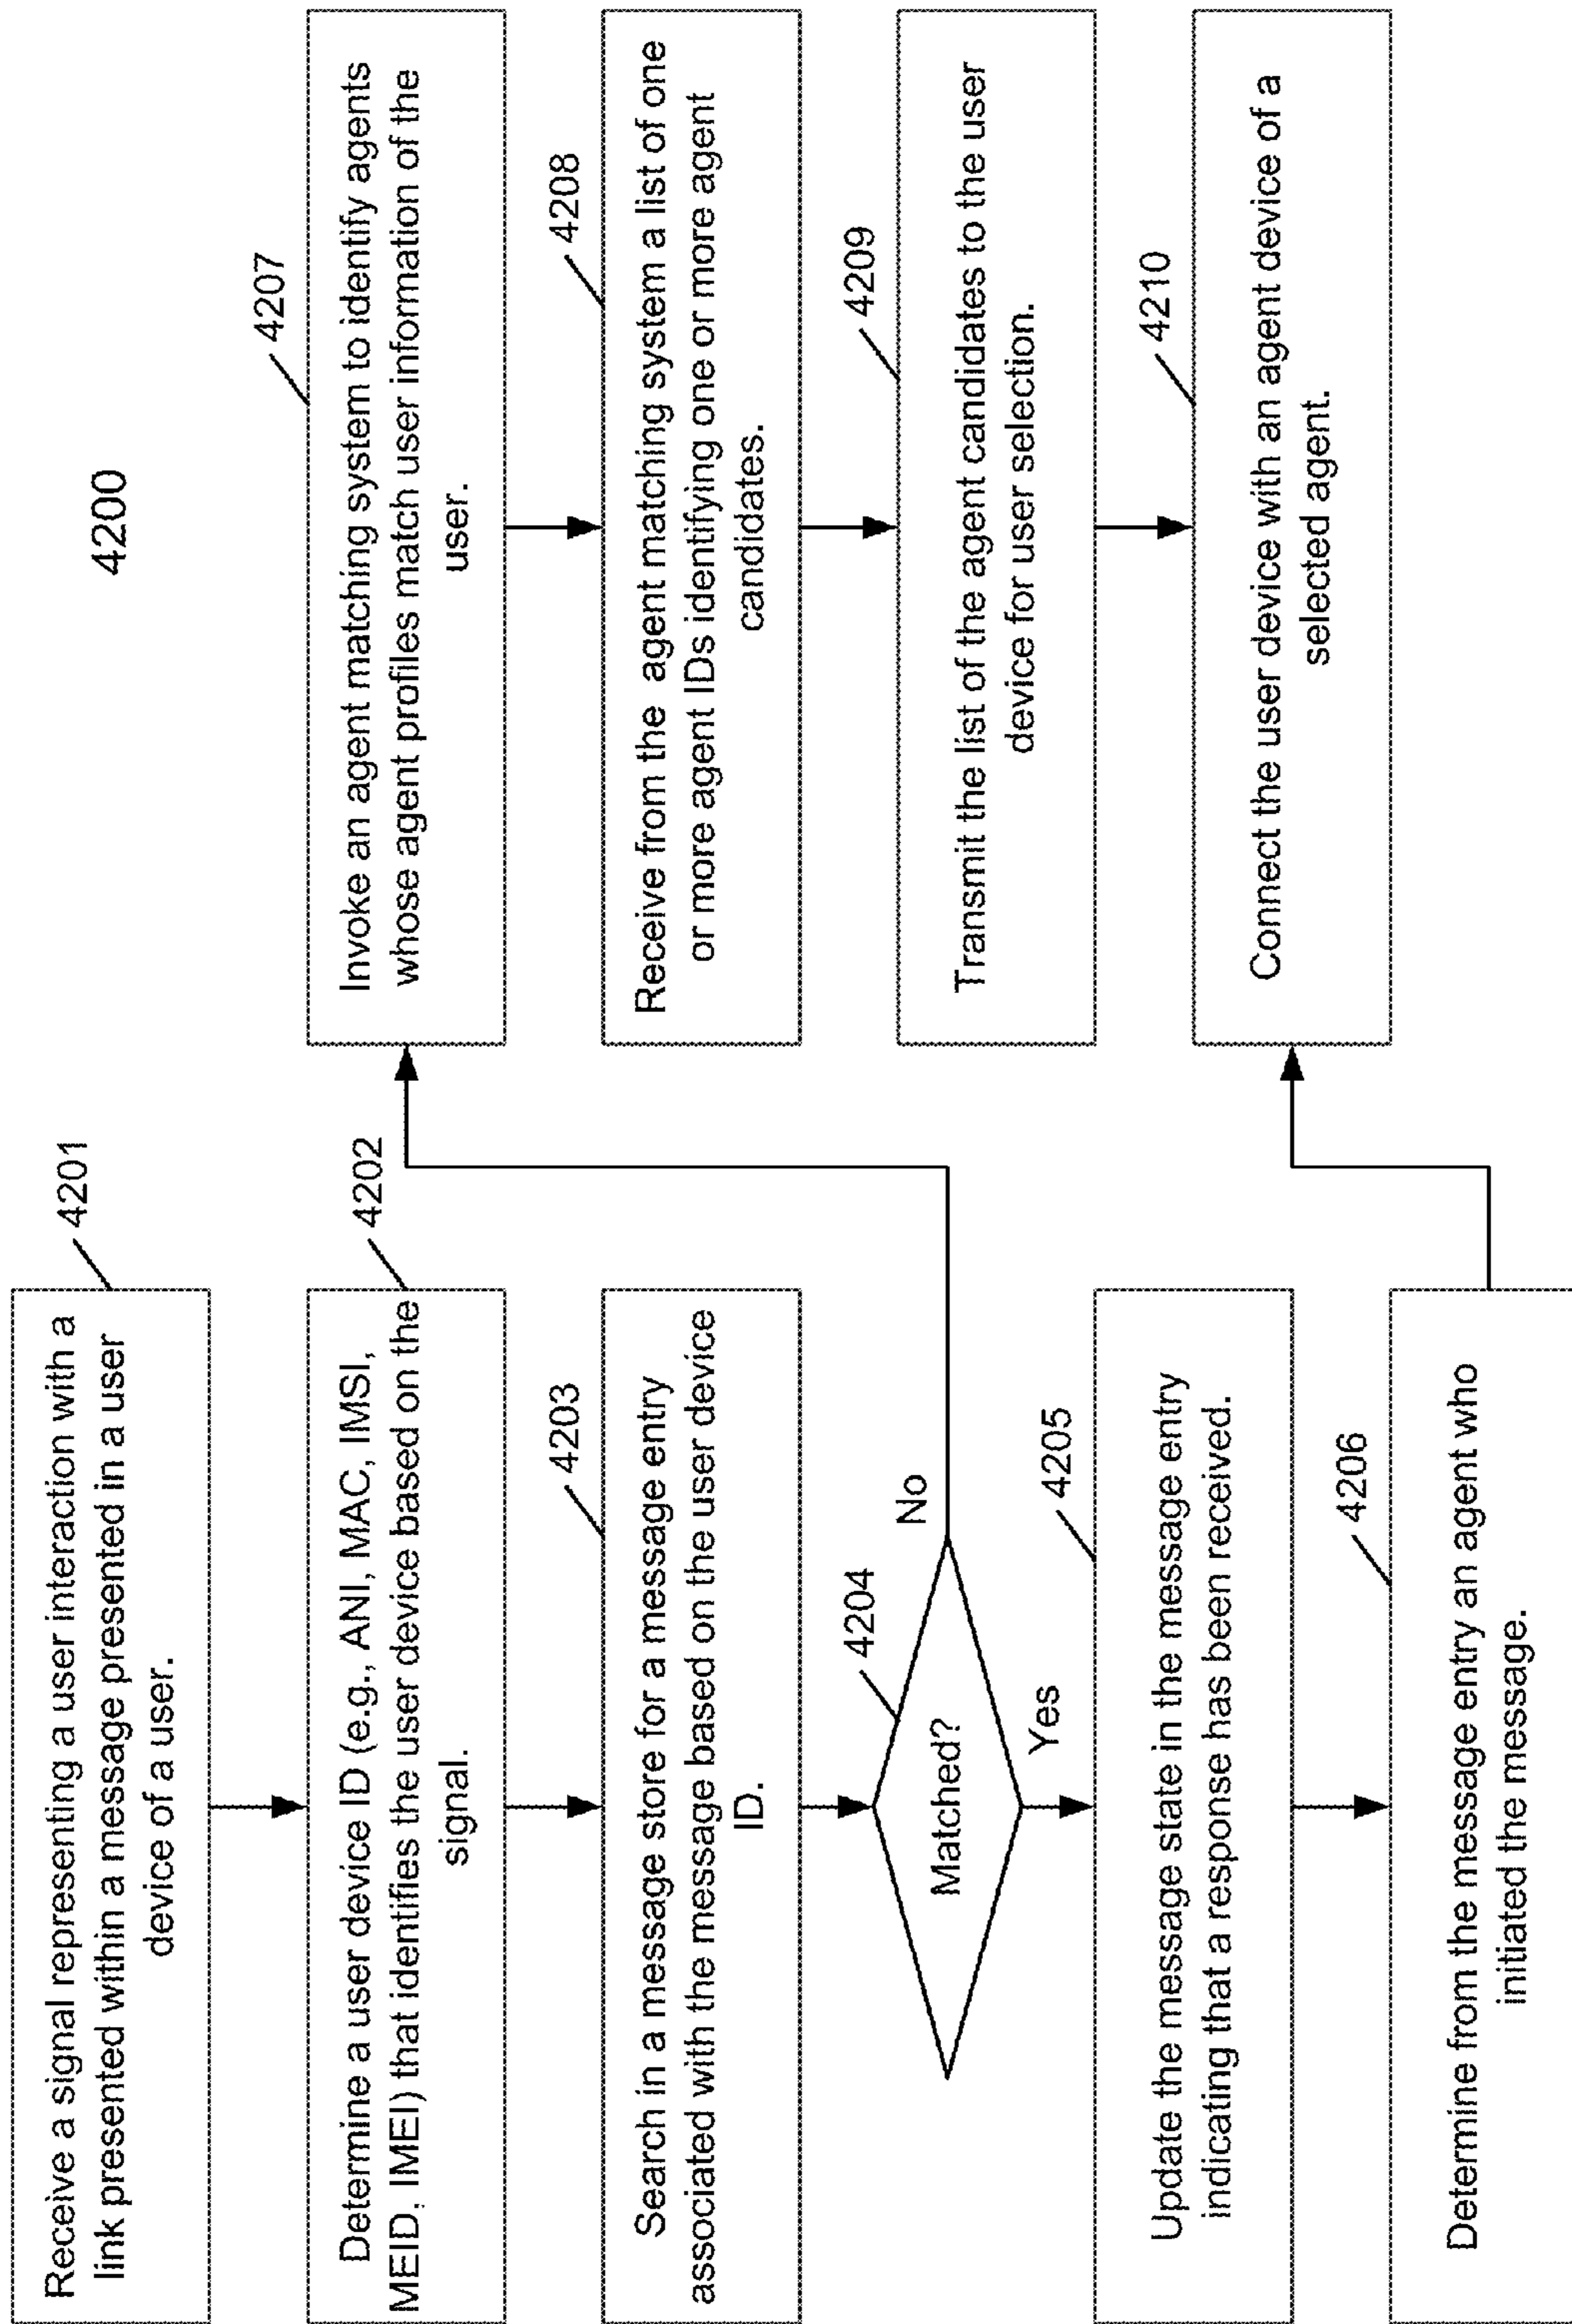 4200
4201
Receive a signal representing a user interaction with a
link presented within a message presented in a user
device of a user.
4202
Determine a user device ID (e.g., ANI, MAC, IMSI,
MEID, IMEI) that identifies the user device based on the
signal.
4203
Search in a message store for a message entry
associated with the message based on the user device
ID.
4204
Matched?
No
Yes
4205
Update the message state in the message entry
indicating that a response has been received.
4206
Determine from the message entry an agent who
initiated the message.
4207
Invoke an agent matching system to identify agents
whose agent profiles match user information of the
user.
4208
Receive from the agent matching system a list of one
or more agent IDs identifying one or more agent
candidates.
4209
Transmit the list of the agent candidates to the user
device for user selection.
4210
Connect the user device with an agent device of a
selected agent.